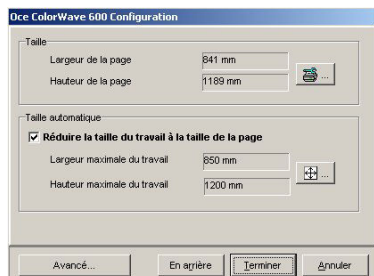 Oce ColorWave 600 Configuration
Taille
Largeur de la page 841 mm
Hauteur de la page 1189 mm
...
Taille automatique
Réduire la taille du travail à la taille de la page
Largeur maximale du travail 850 mm
Hauteur maximale du travail 1200 mm
...
Avancé... En arrière Terminer Annuler